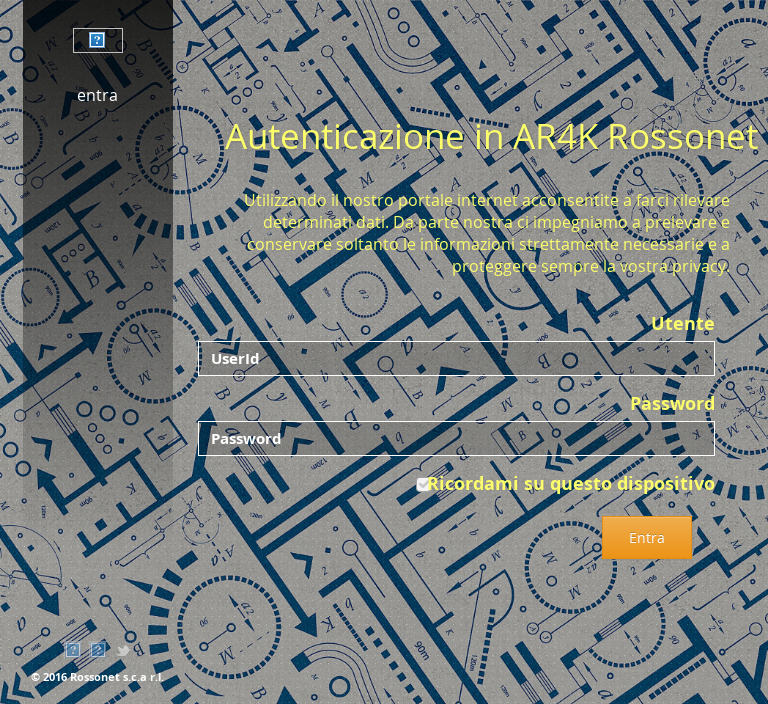 entra
Autenticazione in AR4K Rossonet
Utilizzando il nostro portale internet acconsentite a farci rilevare
determinati dati. Da parte nostra ci impegniamo a prelevare e
conservare soltanto le informazioni strettamente necessarie e a
proteggere sempre la vostra privacy.
Utente
UserId
Password
Password
Ricordami su questo dispositivo
Entra
© 2016 Rossonet s.c.a r.l.